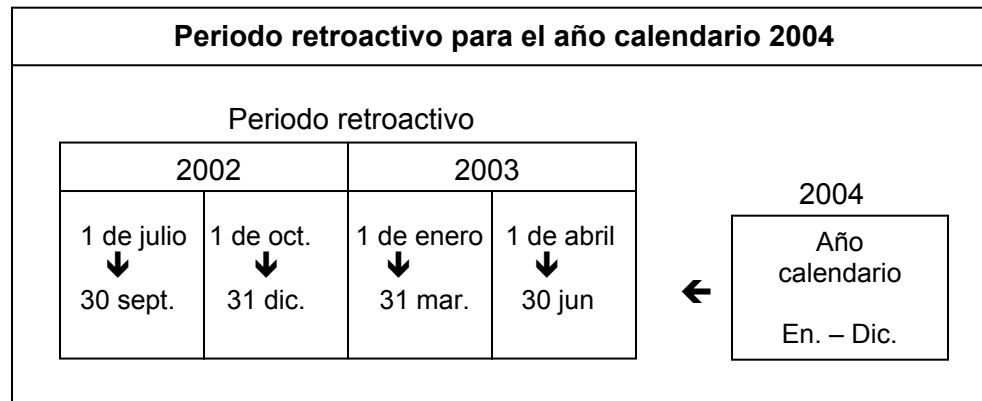 Periodo retroactivo para el año calendario 2004
Periodo retroactivo
2002
2003
1 de julio
30 sept.
1 de oct.
31 dic.
1 de enero
31 mar.
1 de abril
30 jun
2004
Año
calendario
En. – Dic.